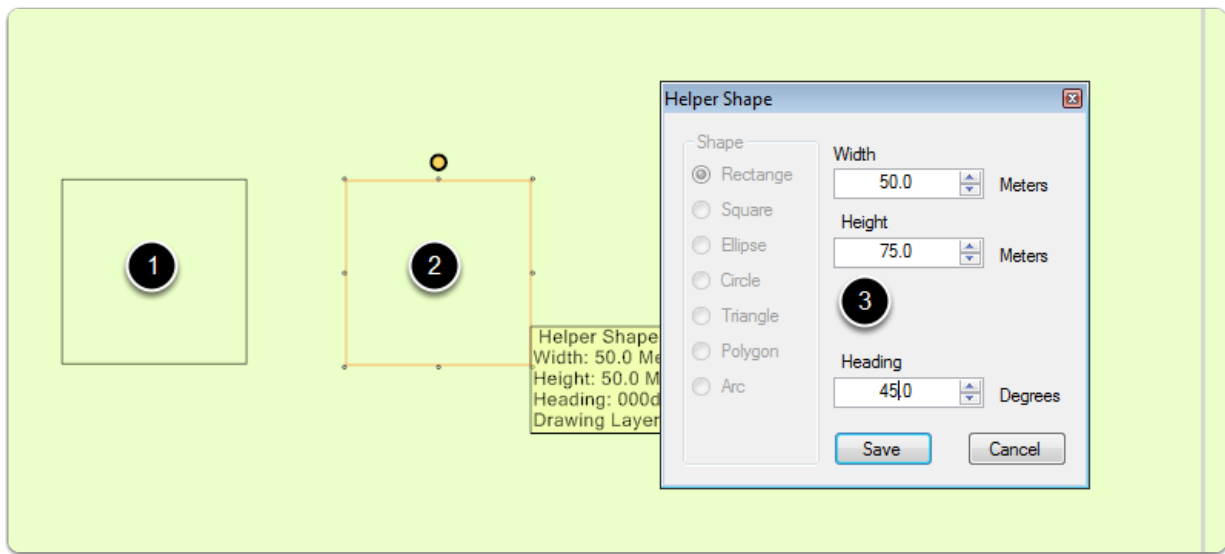 1
2
Helper Shape
Width: 50.0 Me
Height: 50.0 M
Heading: 000d
Drawing Layer
Helper Shape
Shape
Rectange
Square
Ellipse
Circle
Triangle
Polygon
Arc
Width
50.0 Meters
Height
75.0 Meters
3
Heading
45.0 Degrees
Save Cancel